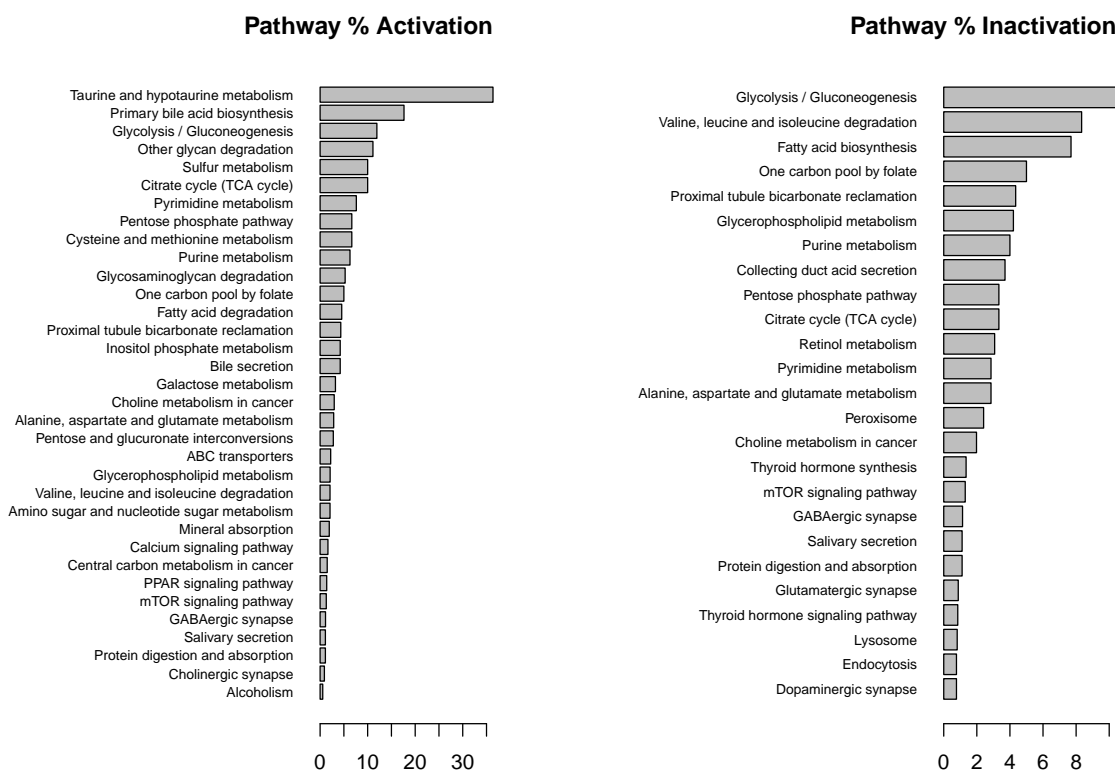 Pathway % Activation
Taurine and hypotaurine metabolism
Primary bile acid biosynthesis
Glycolysis / Gluconeogenesis
Other glycan degradation
Sulfur metabolism
Citrate cycle (TCA cycle)
Pyrimidine metabolism
Pentose phosphate pathway
Cysteine and methionine metabolism
Purine metabolism
Glycosaminoglycan degradation
One carbon pool by folate
Fatty acid degradation
Proximal tubule bicarbonate reclamation
Inositol phosphate metabolism
Bile secretion
Galactose metabolism
Choline metabolism in cancer
Alanine, aspartate and glutamate metabolism
Pentose and glucuronate interconversions
ABC transporters
Glycerophospholipid metabolism
Valine, leucine and isoleucine degradation
Amino sugar and nucleotide sugar metabolism
Mineral absorption
Calcium signaling pathway
Central carbon metabolism in cancer
PPAR signaling pathway
mTOR signaling pathway
GABAergic synapse
Salivary secretion
Protein digestion and absorption
Cholinergic synapse
Alcoholism
0 10 20 30
Pathway % Inactivation
Glycolysis / Gluconeogenesis
Valine, leucine and isoleucine degradation
Fatty acid biosynthesis
One carbon pool by folate
Proximal tubule bicarbonate reclamation
Glycerophospholipid metabolism
Purine metabolism
Collecting duct acid secretion
Pentose phosphate pathway
Citrate cycle (TCA cycle)
Retinol metabolism
Pyrimidine metabolism
Alanine, aspartate and glutamate metabolism
Peroxisome
Choline metabolism in cancer
Thyroid hormone synthesis
mTOR signaling pathway
GABAergic synapse
Salivary secretion
Protein digestion and absorption
Glutamatergic synapse
Thyroid hormone signaling pathway
Lysosome
Endocytosis
Dopaminergic synapse
0 2 4 6 8